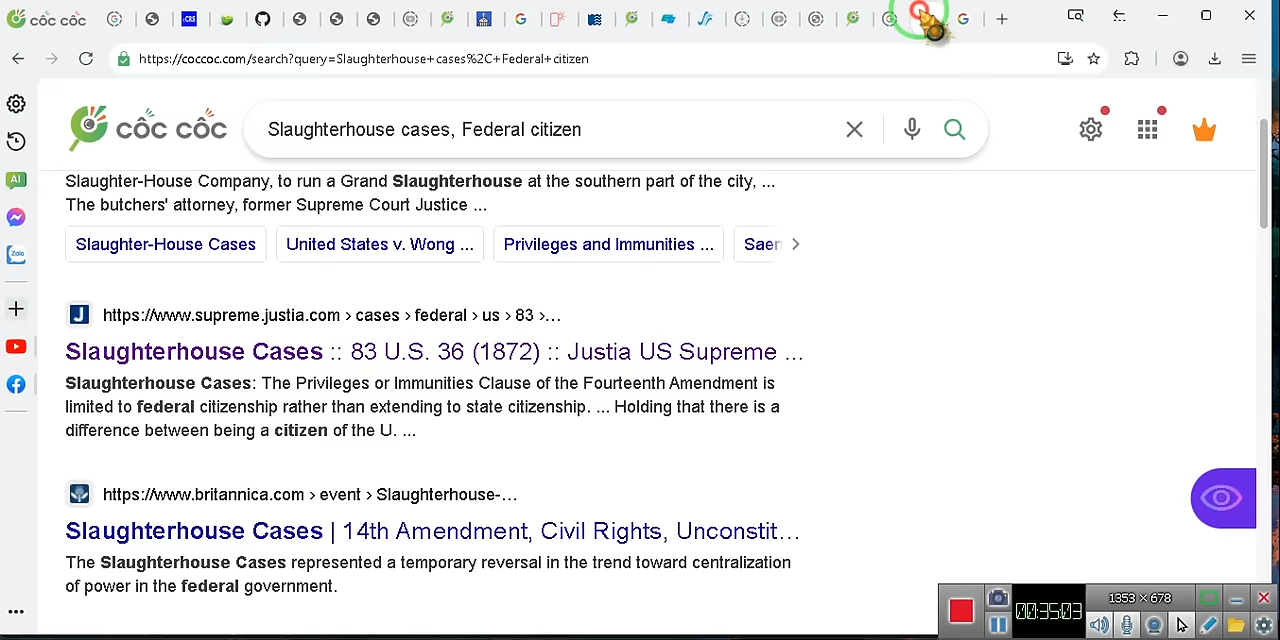 cốc cốc
CRS
G
G
https://coccoc.com/search?query=Slaughterhouse+cases%2C+Federal+citizen
AI
Zalo
cốc cốc
Slaughterhouse cases, Federal citizen
Slaughter-House Company, to run a Grand Slaughterhouse at the southern part of the city, ...
The butchers' attorney, former Supreme Court Justice ...
Slaughter-House Cases
United States v. Wong ...
Privileges and Immunities ...
Saen
J
https://www.supreme.justia.com › cases › federal › us › 83 ›...
Slaughterhouse Cases :: 83 U.S. 36 (1872) :: Justia US Supreme ...
Slaughterhouse Cases: The Privileges or Immunities Clause of the Fourteenth Amendment is
limited to federal citizenship rather than extending to state citizenship. ... Holding that there is a
difference between being a citizen of the U. ...
https://www.britannica.com › event › Slaughterhouse-...
Slaughterhouse Cases | 14th Amendment, Civil Rights, Unconstit...
The Slaughterhouse Cases represented a temporary reversal in the trend toward centralization
of power in the federal government.
1353 × 678
00:35:03